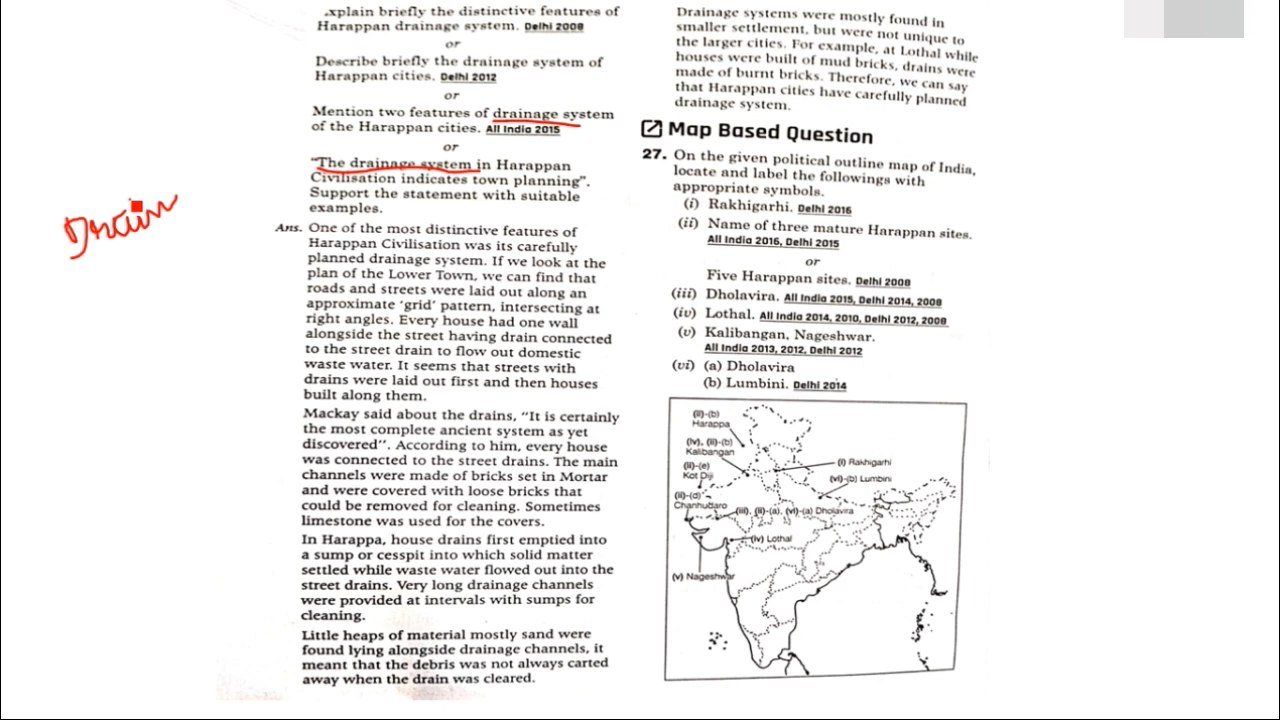 xplain briefly the distinctive features of
Harappan drainage system. Delhi 2008
or
Describe briefly the drainage system of
Harappan cities. Delhi 2012
or
Mention two features of drainage system
of the Harappan cities. All India 2015
or
"The drainage system in Harappan
Civilisation indicates town planning".
Support the statement with suitable
examples.
Ans. One of the most distinctive features of
Harappan Civilisation was its carefully
planned drainage system. If we look at the
plan of the Lower Town, we can find that
roads and streets were laid out along an
approximate 'grid' pattern, intersecting at
right angles. Every house had one wall
alongside the street having drain connected
to the street drain to flow out domestic
waste water. It seems that streets with
drains were laid out first and then houses
built along them.
Mackay said about the drains, "It is certainly
the most complete ancient system as yet
discovered". According to him, every house
was connected to the street drains. The main
channels were made of bricks set in Mortar
and were covered with loose bricks that
could be removed for cleaning. Sometimes
limestone was used for the covers.
In Harappa, house drains first emptied into
a sump or cesspit into which solid matter
settled while waste water flowed out into the
street drains. Very long drainage channels
were provided at intervals with sumps for
cleaning.
Little heaps of material mostly sand were
found lying alongside drainage channels, it
meant that the debris was not always carted
away when the drain was cleared.
Drain
Drainage systems were mostly found in
smaller settlement, but were not unique to
the larger cities. For example, at Lothal while
houses were built of mud bricks, drains were
made of burnt bricks. Therefore, we can say
that Harappan cities have carefully planned
drainage system.
Map Based Question
27. On the given political outline map of India,
locate and label the followings with
appropriate symbols.
(i) Rakhigarhi. Delhi 2016
(ii) Name of three mature Harappan sites.
All India 2016, Delhi 2015
or
Five Harappan sites. Delhi 2008
(iii) Dholavira. All India 2015, Delhi 2014, 2008
(iv) Lothal. All India 2014, 2010, Delhi 2012, 2008
(v) Kalibangan, Nageshwar.
All India 2013, 2012, Delhi 2012
(vi) (a) Dholavira
(b) Lumbini. Delhi 2014
(ii)-(b)
Harappa
(iv), (ii)-(b)
Kalibangan
(ii)-(e)
Kot Diji
(i) Rakhigarhi
(vi)-(b) Lumbini
(ii)-(d)
Chanhudaro
(iii), (ii)-(a), (vi)-(a) Dholavira
(iv) Lothal
(v) Nageshwar